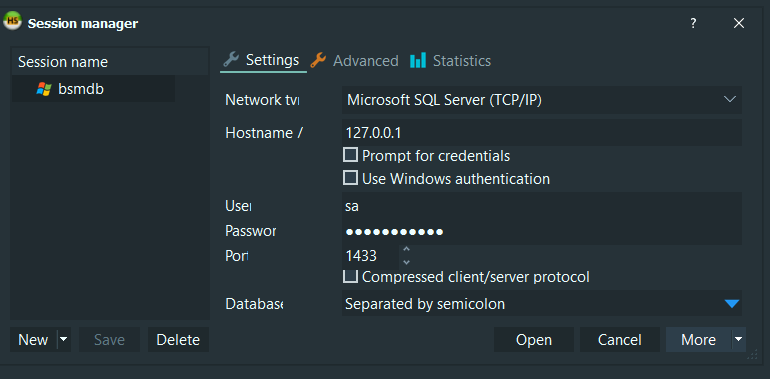 HS Session manager ? ×
Session name
bsmdb
Settings Advanced Statistics
Network typ Microsoft SQL Server (TCP/IP)
Hostname / 127.0.0.1
Prompt for credentials
Use Windows authentication
User sa
Passwor ●●●●●●●●●●●
Port 1433
Compressed client/server protocol
Database Separated by semicolon
New Save Delete Open Cancel More